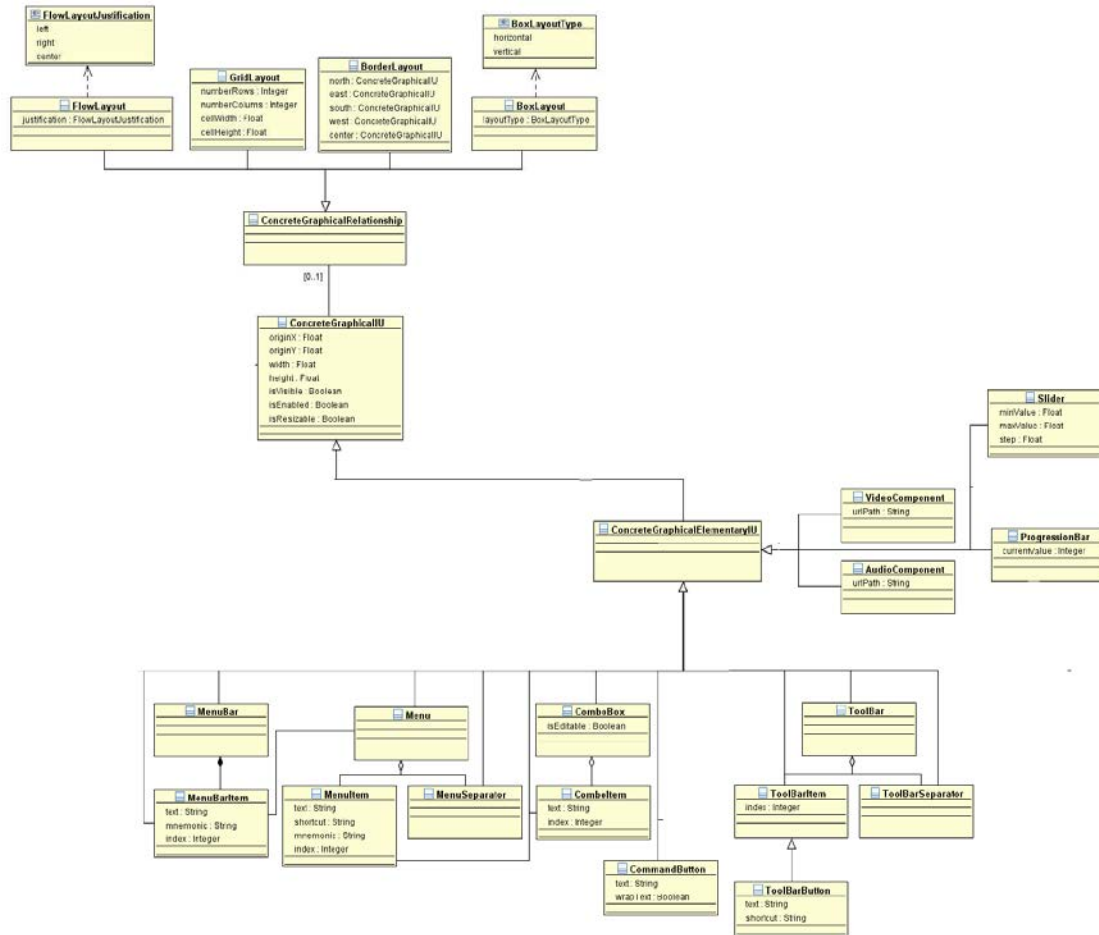 FlowLayoutJustification
left
right
center
BoxLayoutType
horizontal
vertical
GridLayout
numberRows : Integer
numberColums : Integer
cellWidth : Float
cellHeight : Float
BorderLayout
north : ConcreteGraphicalIU
east : ConcreteGraphicalIU
south : ConcreteGraphicalIU
west : ConcreteGraphicalIU
center : ConcreteGraphicalIU
FlowLayout
justification : FlowLayoutJustification
BoxLayout
layoutType : BoxLayoutType
ConcreteGraphicalRelationship
[0..1]
ConcreteGraphicalIU
originX : Float
originY : Float
width : Float
height : Float
isVisible : Boolean
isEnabled : Boolean
isResizable : Boolean
Slider
minValue : Float
maxValue : Float
step : Float
VideoComponent
urlPath : String
ConcreteGraphicalElementaryIU
ProgressionBar
currentValue : Integer
AudioComponent
urlPath : String
MenuBar
Menu
ComboBox
isEditable : Boolean
ToolBar
MenuBarItem
text : String
mnemonic : String
index : Integer
MenuItem
text : String
shortcut : String
mnemonic : String
index : Integer
MenuSeparator
ComboItem
text : String
index : Integer
ToolBarItem
index : Integer
ToolBarSeparator
CommandButton
text : String
wrapText : Boolean
ToolBarButton
text : String
shortcut : String